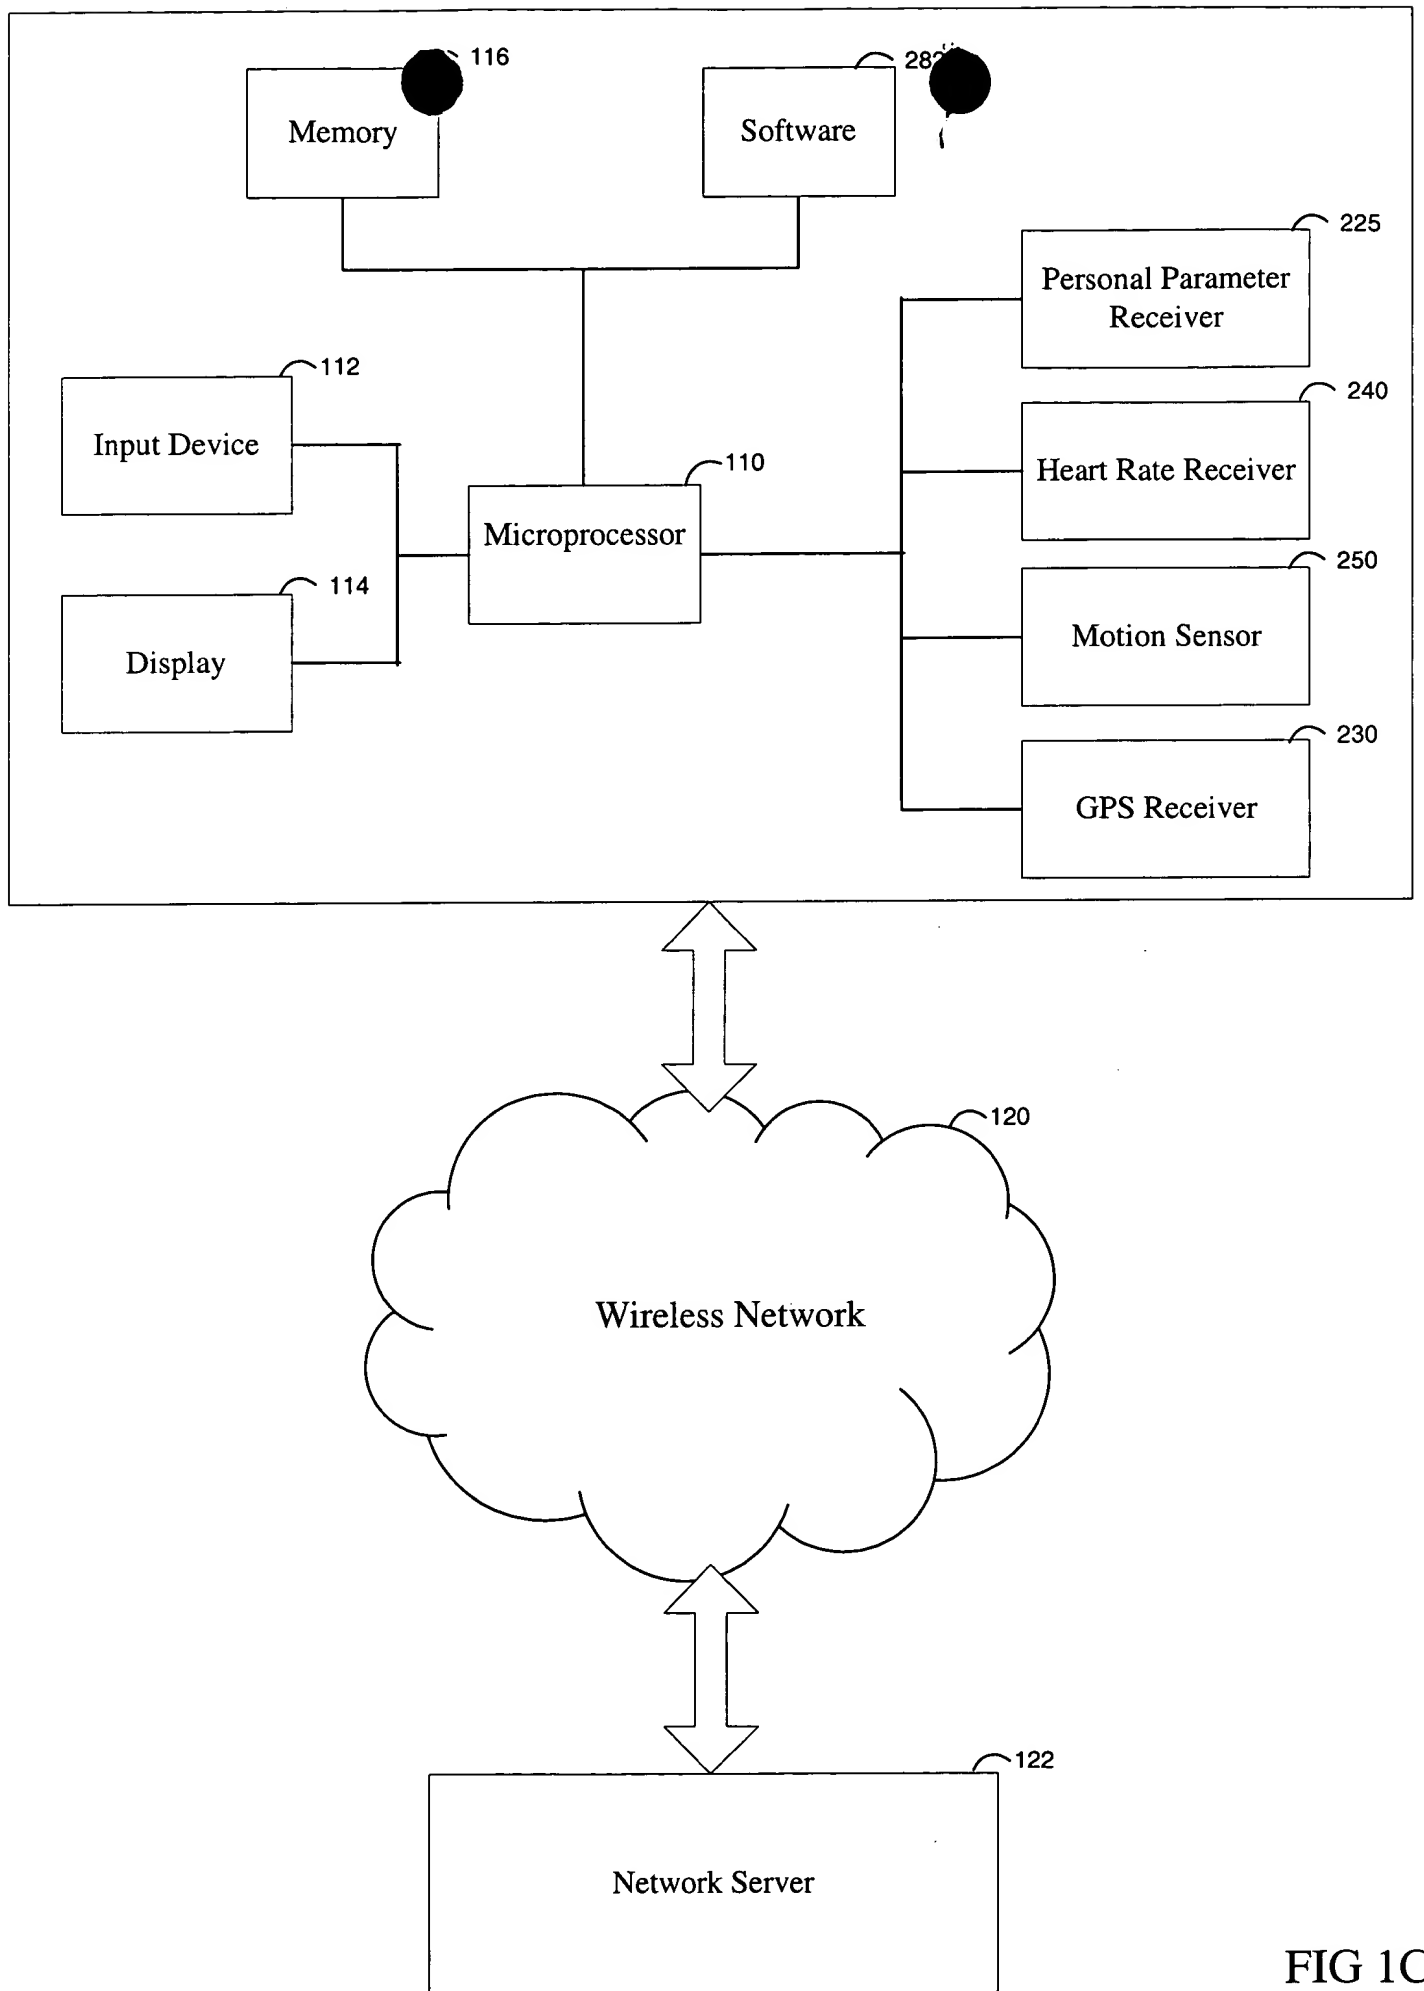 116
Memory
Software
225
Personal Parameter
Receiver
112
Input Device
240
Heart Rate Receiver
110
Microprocessor
250
Motion Sensor
114
Display
230
GPS Receiver
120
Wireless Network
122
Network Server
FIG